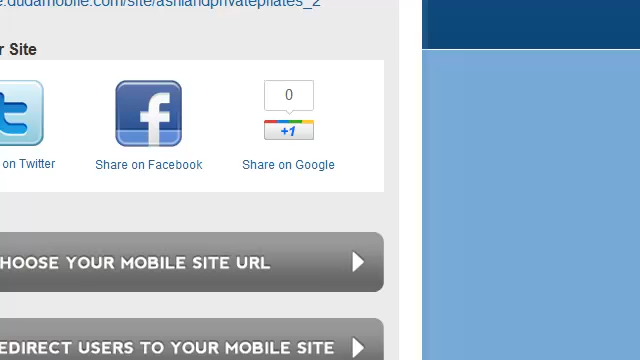 .dudamobile.com/site/ashlandprivatepilates_2
r Site
0
+1
on Twitter
Share on Facebook
Share on Google
HOOSE YOUR MOBILE SITE URL
EDIRECT USERS TO YOUR MOBILE SITE